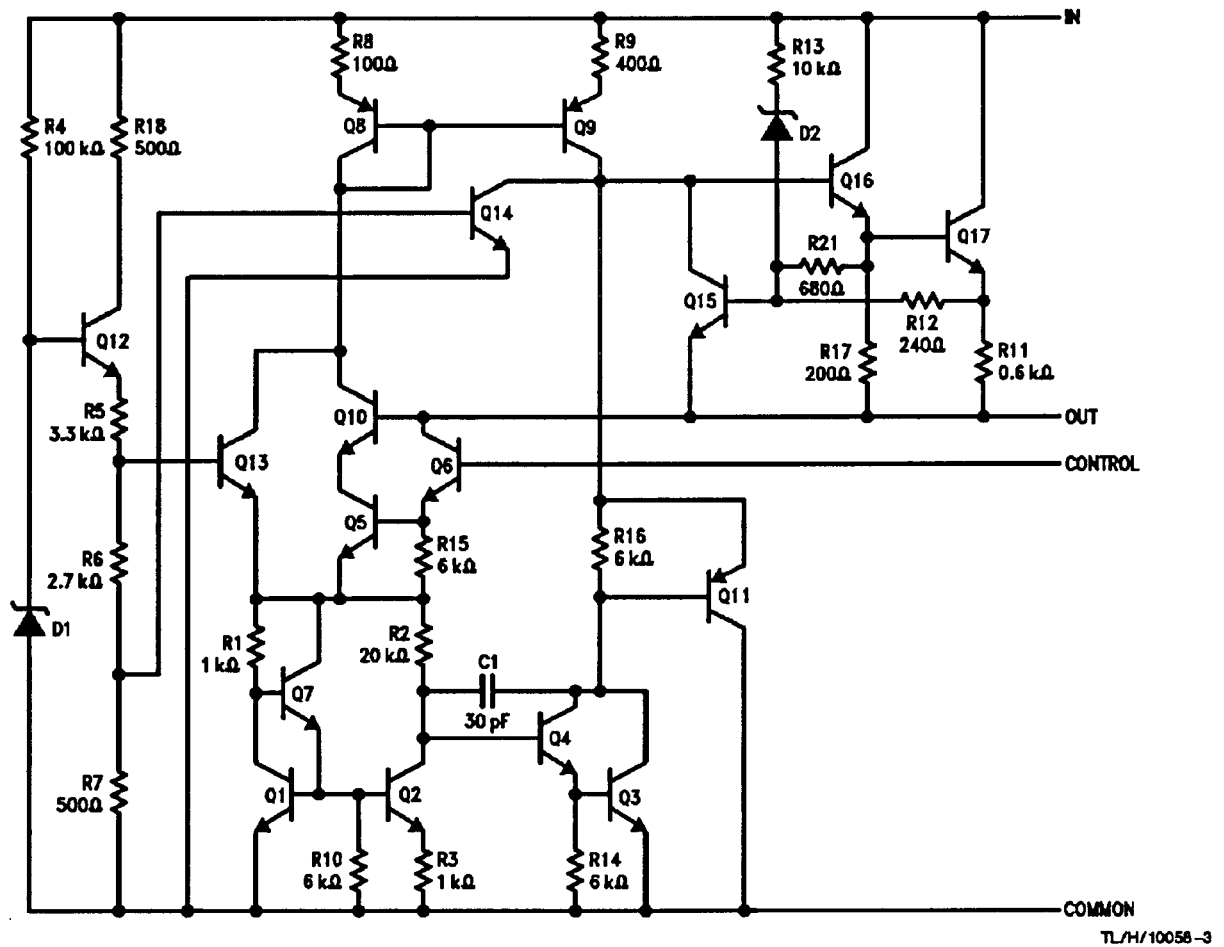 IN
R8
100Ω
R9
400Ω
R13
10 kΩ
R4
100 kΩ
R18
500Ω
Q8
Q9
D2
Q16
Q14
Q17
R21
680Ω
Q15
R12
240Ω
Q12
R17
200Ω
R11
0.6 kΩ
R5
3.3 kΩ
Q10
OUT
Q13
Q6
CONTROL
Q5
R15
6 kΩ
R16
6 kΩ
R6
2.7 kΩ
Q11
D1
R1
1 kΩ
R2
20 kΩ
C1
30 pF
Q7
Q4
R7
500Ω
Q1
Q2
Q3
R10
6 kΩ
R3
1 kΩ
R14
6 kΩ
COMMON
TL/H/10058-3